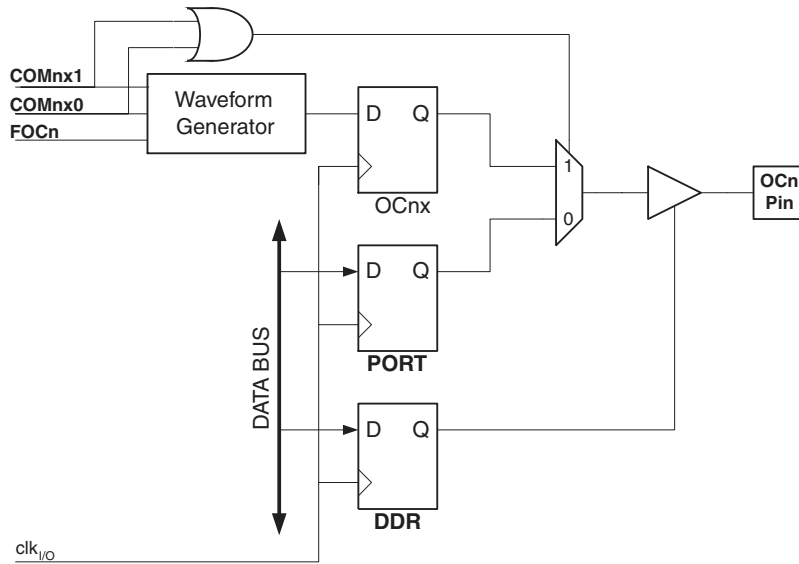 COMnx1
COMnx0
FOCn
Waveform
Generator
D Q
OCnx
1
0
OCn
Pin
D Q
PORT
DATA BUS
D Q
DDR
clkI/O